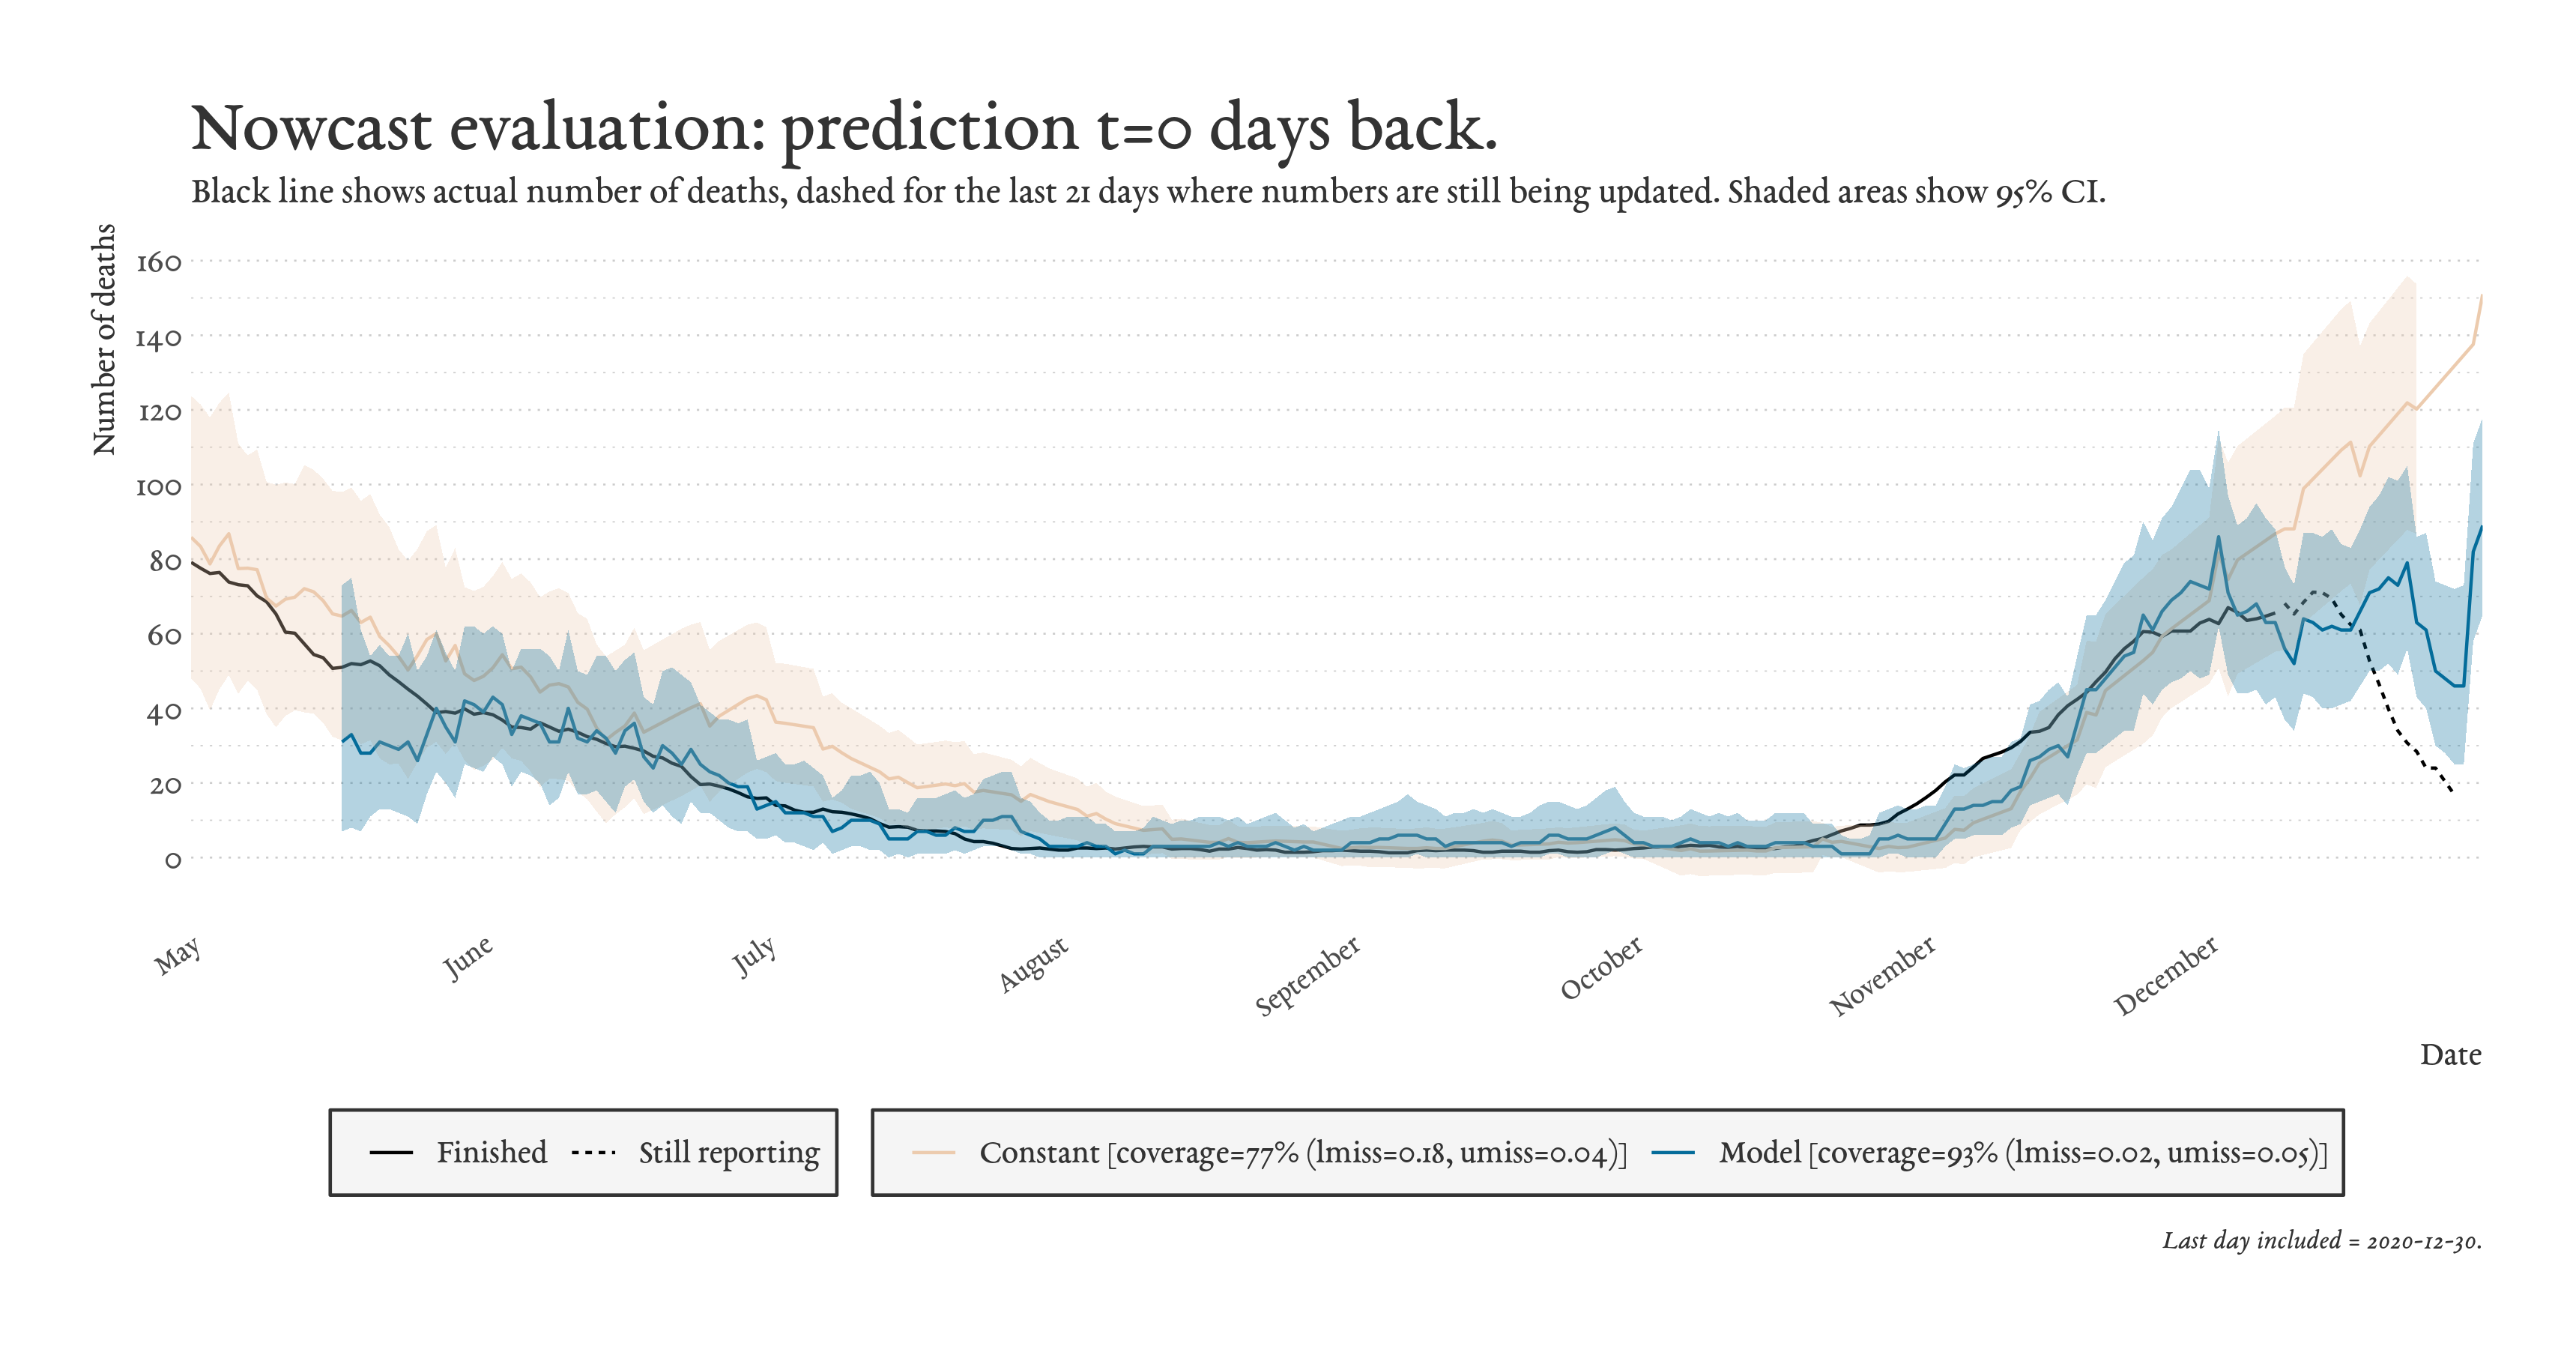 Nowcast evaluation: prediction t=0 days back.
Black line shows actual number of deaths, dashed for the last 21 days where numbers are still being updated. Shaded areas show 95% CI.
Number of deaths
160
140
120
100
80
60
40
20
0
May
June
July
August
September
October
November
December
Date
Finished
Still reporting
Constant [coverage=77% (lmiss=0.18, umiss=0.04)]
Model [coverage=93% (lmiss=0.02, umiss=0.05)]
Last day included = 2020-12-30.